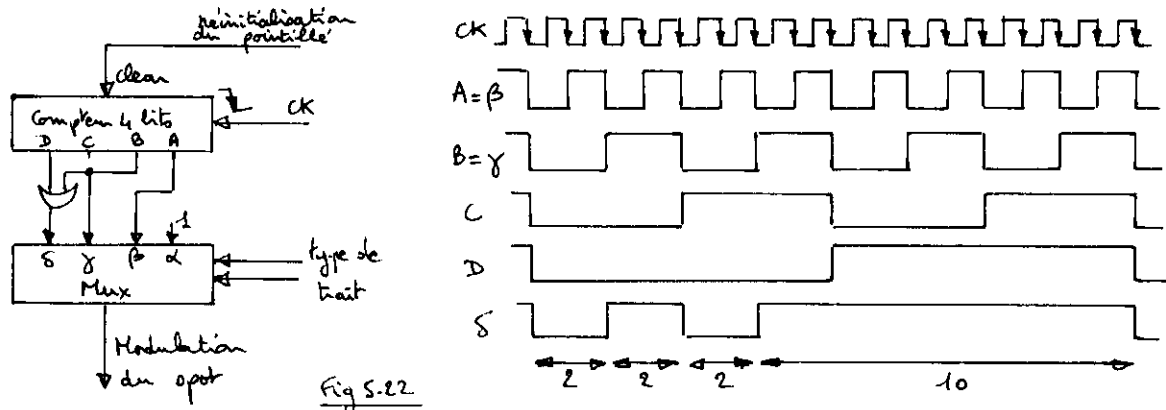 réinitialisation
du pointillé
clear
CK
Compteur 4 bits
D C B A
1
δ γ β α
Mux
type de
trait
Modulation
du spot
Fig 5.22
CK
A = β
B = γ
C
D
δ
2 2 2 10